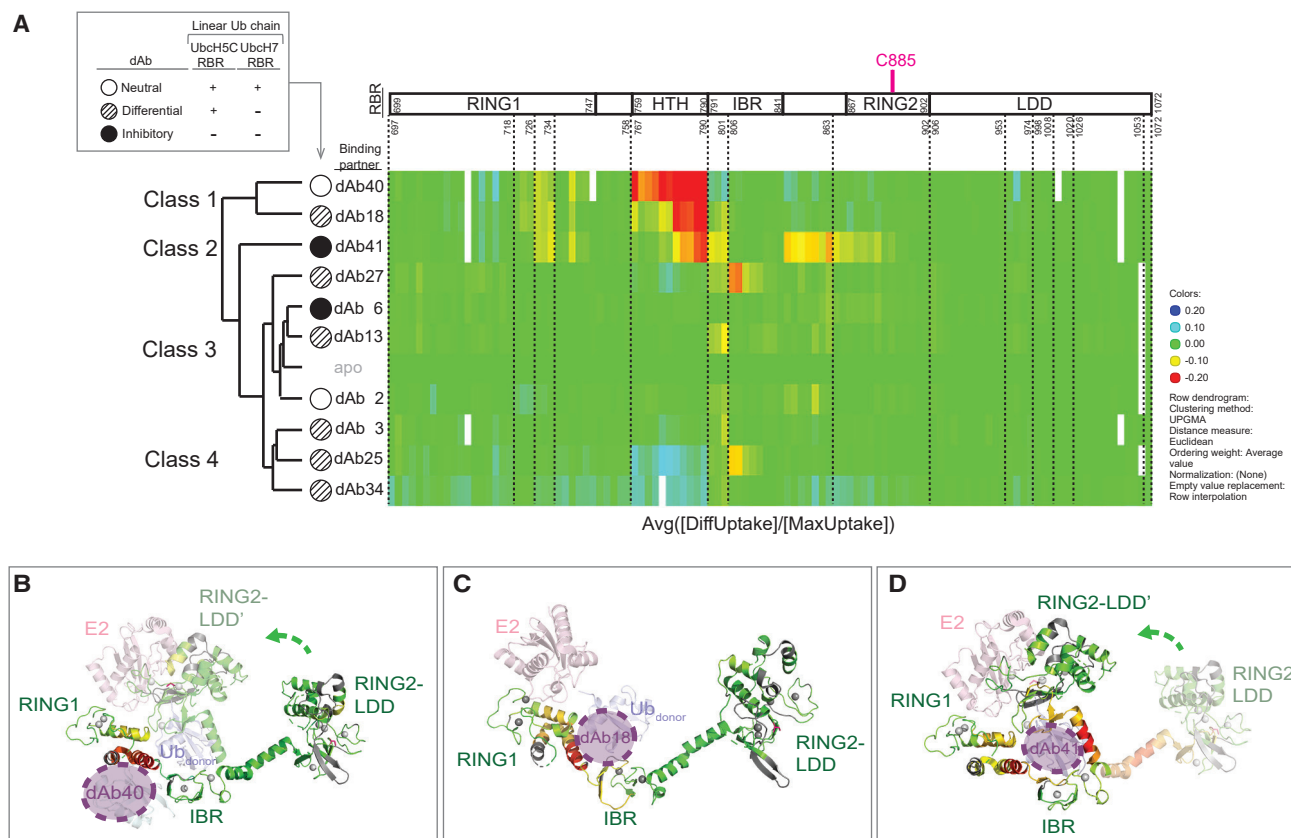 A
Linear Ub chain
UbcH5C UbcH7
dAb RBR RBR
Neutral + +
Differential + −
Inhibitory − −
C885
RBR
699 RING1 747 759 HTH 790 791 IBR 841 867 RING2 902 LDD 1072
697 718 726 734 758 767 790 801 806 863 902 906 953 974 998 1008 1020 1026 1053 1072
Binding
partner
Class 1
dAb40
dAb18
Class 2
dAb41
dAb27
dAb 6
Class 3
dAb13
apo
dAb 2
dAb 3
Class 4
dAb25
dAb34
Colors:
0.20
0.10
0.00
-0.10
-0.20
Row dendrogram:
Clustering method:
UPGMA
Distance measure:
Euclidean
Ordering weight: Average
value
Normalization: (None)
Empty value replacement:
Row interpolation
Avg([DiffUptake]/[MaxUptake])
B
RING2-
LDD'
E2
RING1
RING2-
LDD
Ub donor
dAb40
IBR
C
E2
Ub donor
dAb18
RING1
RING2-
LDD
IBR
D
RING2-LDD'
E2
RING1
RING2
LDD
dAb41
IBR